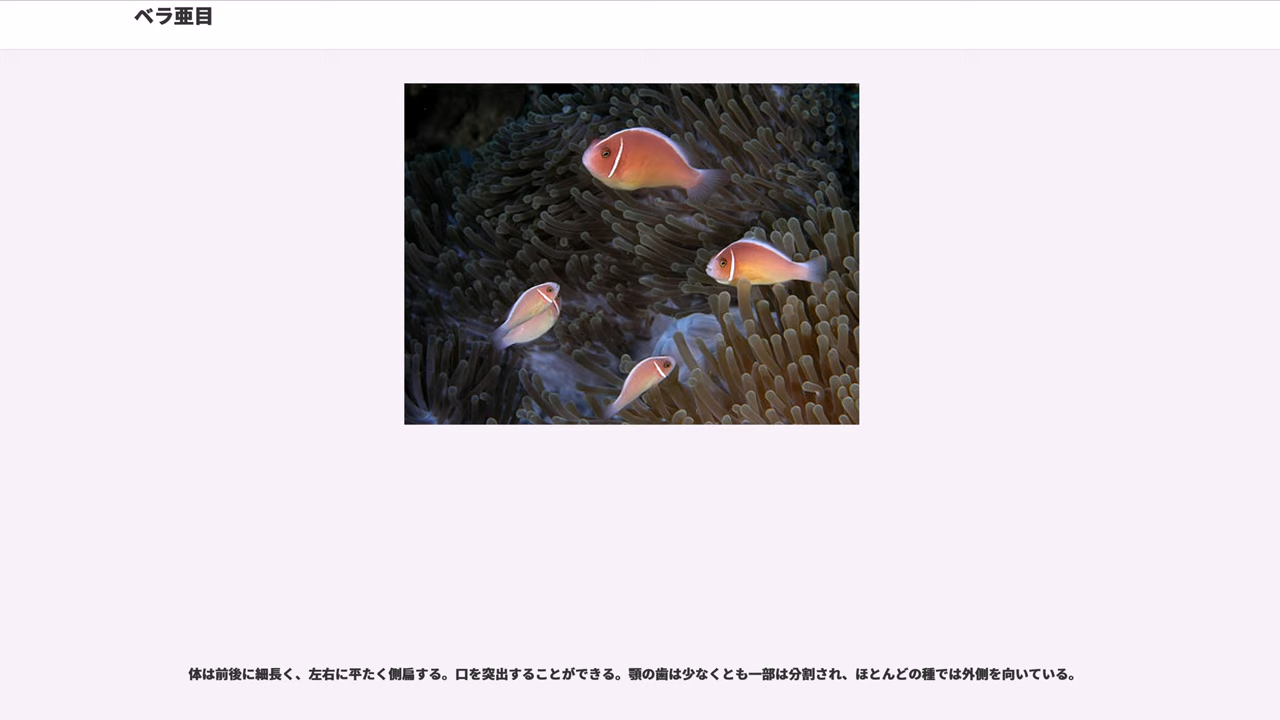 ベラ亜目
体は前後に細長く、左右に平たく側扁する。口を突出することができる。顎の歯は少なくとも一部は分割され、ほとんどの種では外側を向いている。